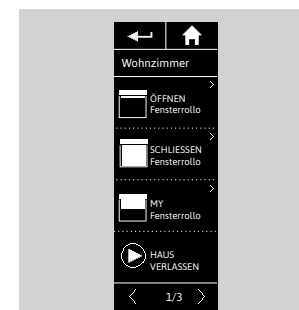 Wohnzimmer
ÖFFNEN
Fensterrollo
SCHLIESSEN
Fensterrollo
MY
Fensterrollo
HAUS
VERLASSEN
1/3